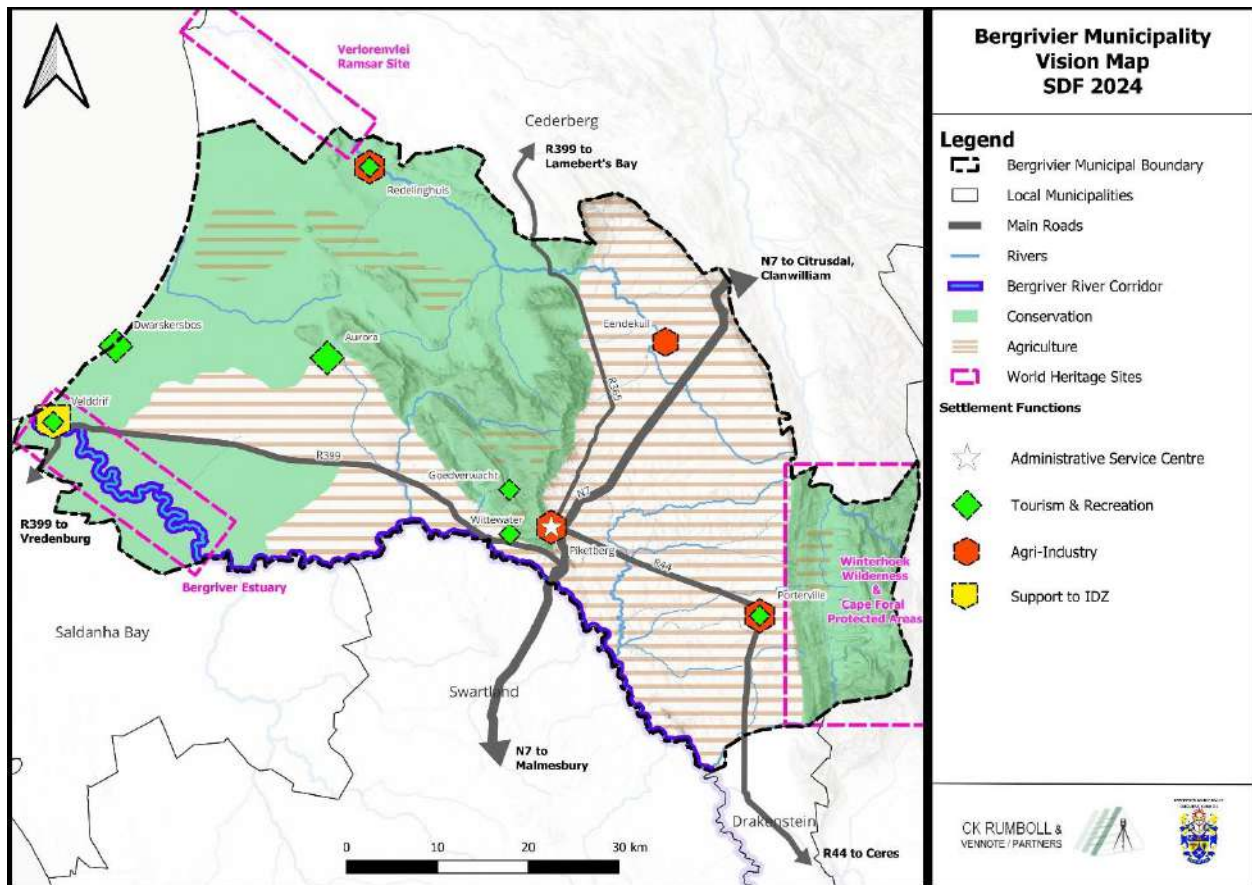 Verlorenvlei
Ramsar Site
Cederberg
R399 to
Lamebert's Bay
Redelinghuis
N7 to Citrusdal,
Clanwilliam
Dwarskersbos
Aurora
Eendekuil
R365
Velddrif
R399
Goedverwacht
N7
Wittewater
R399 to
Vredenburg
Piketberg
Bergriver Estuary
R44
Winterhoek
Wilderness
&
Cape Foral
Protected Areas
Porterville
Saldanha Bay
Swartland
N7 to
Malmesbury
Drakenstein
R44 to Ceres
0 10 20 30 km
Bergrivier Municipality
Vision Map
SDF 2024
Legend
Bergrivier Municipal Boundary
Local Municipalities
Main Roads
Rivers
Bergriver River Corridor
Conservation
Agriculture
World Heritage Sites
Settlement Functions
Administrative Service Centre
Tourism & Recreation
Agri-Industry
Support to IDZ
CK RUMBOLL &
VENNOTE / PARTNERS